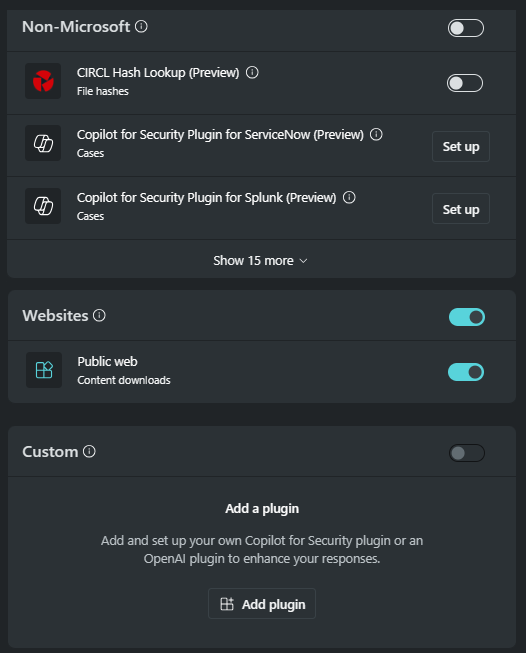 Non-Microsoft
CIRCL Hash Lookup (Preview)
File hashes
Copilot for Security Plugin for ServiceNow (Preview)
Cases
Set up
Copilot for Security Plugin for Splunk (Preview)
Cases
Set up
Show 15 more
Websites
Public web
Content downloads
Custom
Add a plugin
Add and set up your own Copilot for Security plugin or an
OpenAI plugin to enhance your responses.
Add plugin